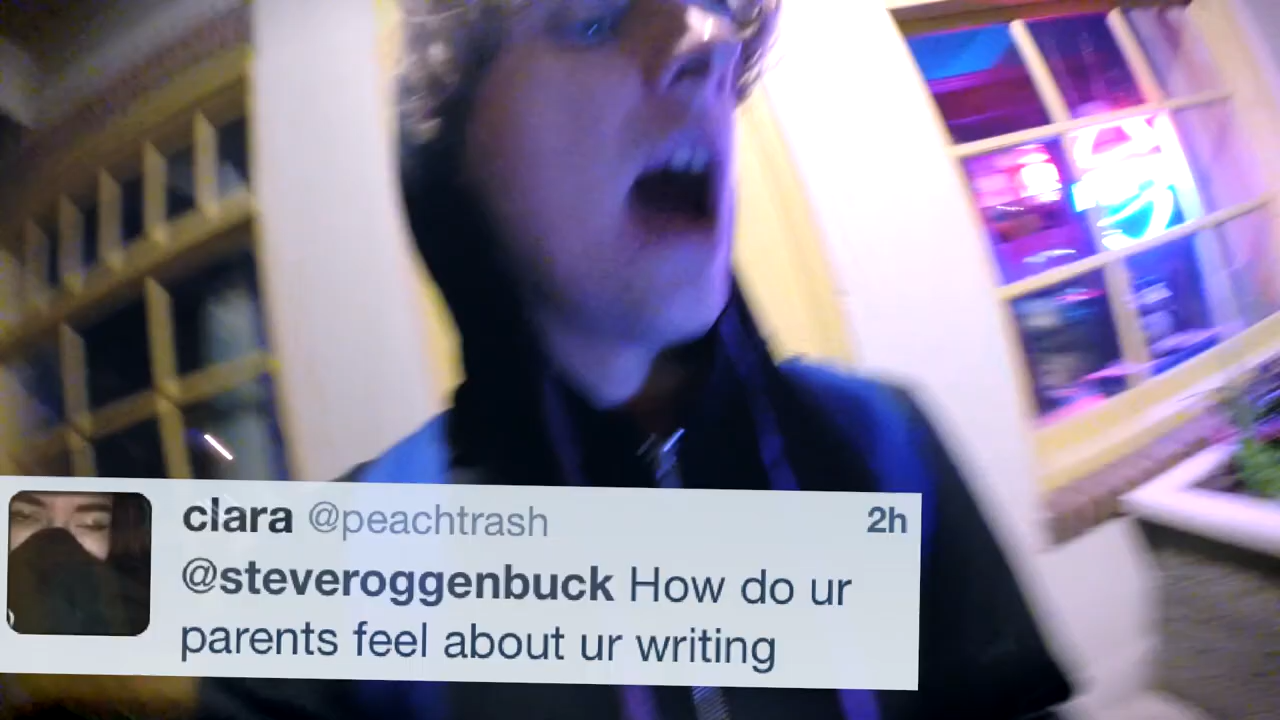 clara @peachtrash 2h
@steveroggenbuck How do ur
parents feel about ur writing